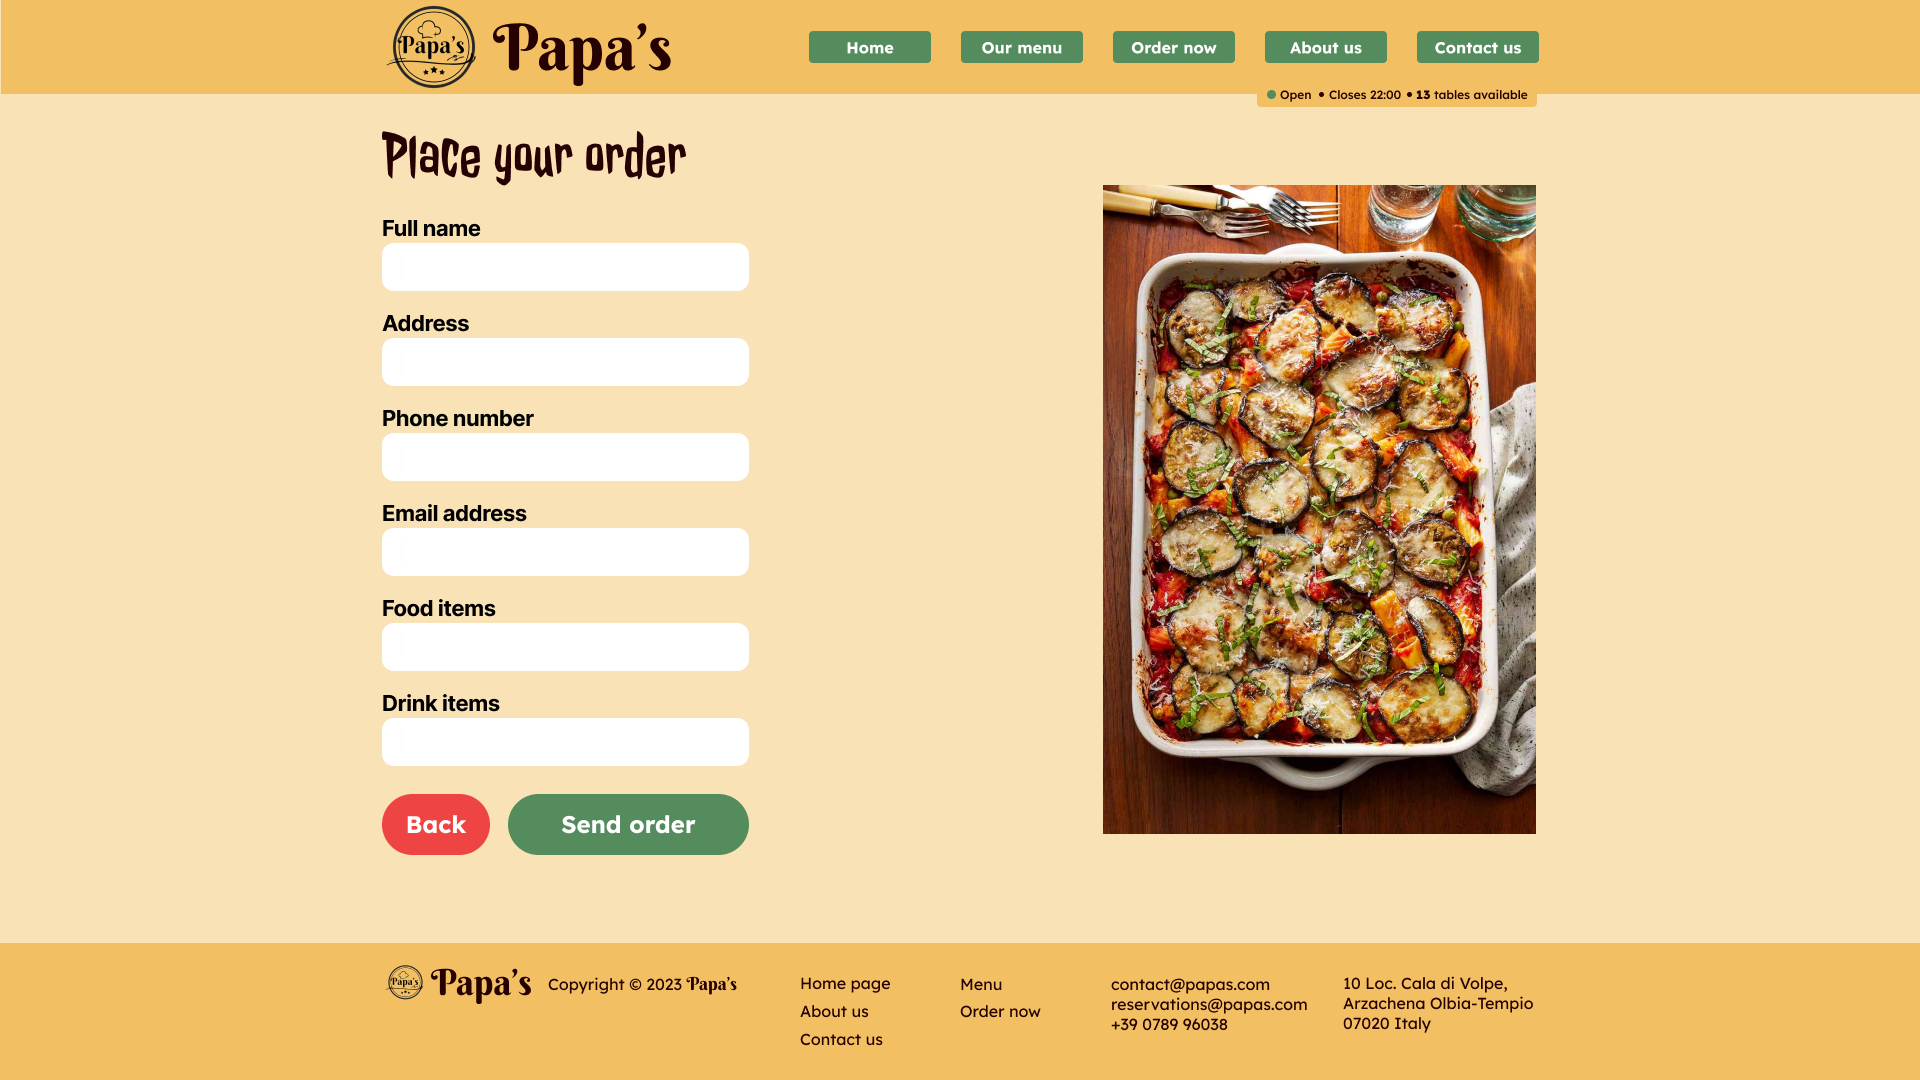 Papa's
Papa's
Home
Our menu
Order now
About us
Contact us
Open • Closes 22:00 • 13 tables available
Place your order
Full name
Address
Phone number
Email address
Food items
Drink items
Back
Send order
Papa's
Papa's
Copyright © 2023 Papa's
Home page
About us
Contact us
Menu
Order now
contact@papas.com
reservations@papas.com
+39 0789 96038
10 Loc. Cala di Volpe,
Arzachena Olbia-Tempio
07020 Italy